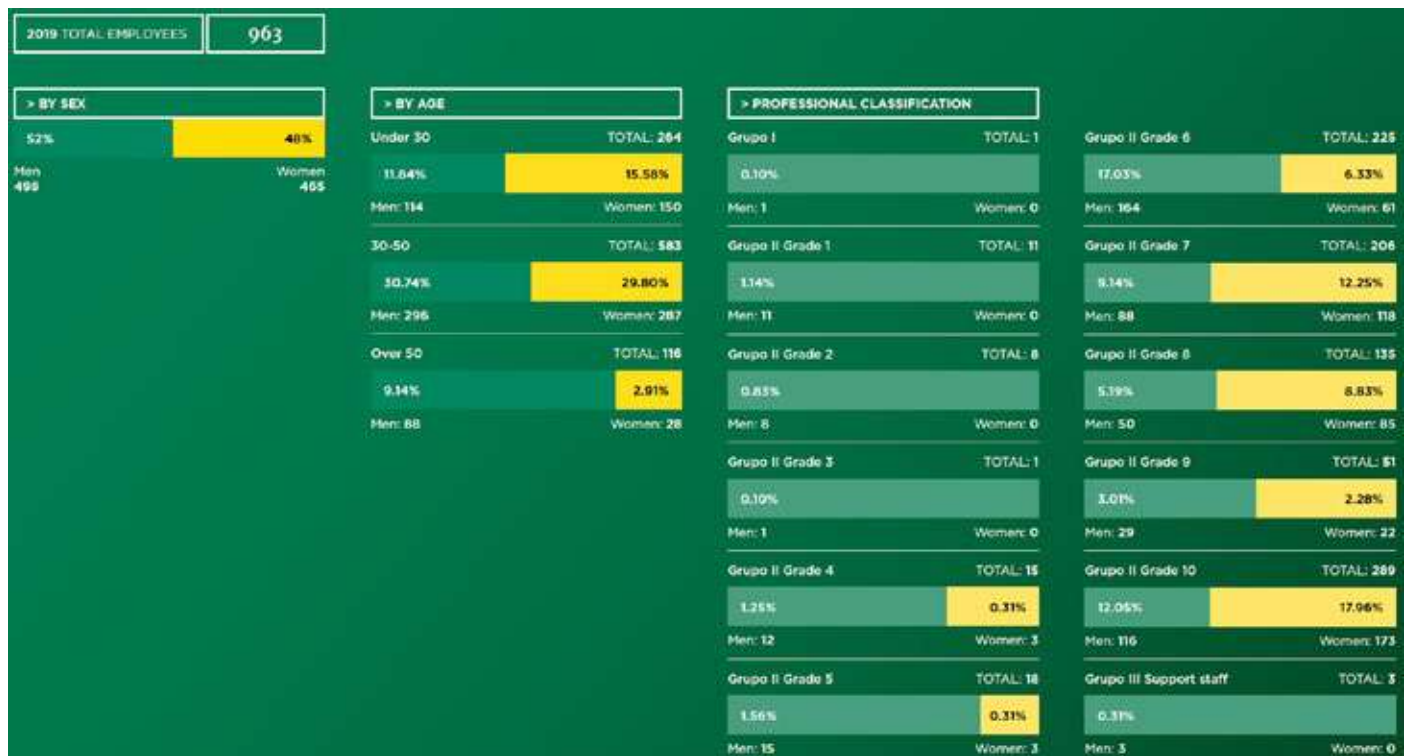 2019 TOTAL EMPLOYEES 963
> BY SEX
52% 48%
Men Women
498 465
> BY AGE
Under 30 TOTAL: 264
11.84% 15.58%
Men: 114 Women: 150
30-50 TOTAL: 583
30.74% 29.80%
Men: 296 Women: 287
Over 50 TOTAL: 116
9.14% 2.91%
Men: 88 Women: 28
> PROFESSIONAL CLASSIFICATION
Grupo I TOTAL: 1
0.10%
Men: 1 Women: 0
Grupo II Grade 1 TOTAL: 11
1.14%
Men: 11 Women: 0
Grupo II Grade 2 TOTAL: 8
0.83%
Men: 8 Women: 0
Grupo II Grade 3 TOTAL: 1
0.10%
Men: 1 Women: 0
Grupo II Grade 4 TOTAL: 15
1.25% 0.31%
Men: 12 Women: 3
Grupo II Grade 5 TOTAL: 18
1.56% 0.31%
Men: 15 Women: 3
Grupo II Grade 6 TOTAL: 225
17.03% 6.33%
Men: 164 Women: 61
Grupo II Grade 7 TOTAL: 206
9.14% 12.25%
Men: 88 Women: 118
Grupo II Grade 8 TOTAL: 135
5.19% 8.83%
Men: 50 Women: 85
Grupo II Grade 9 TOTAL: 51
3.01% 2.28%
Men: 29 Women: 22
Grupo II Grade 10 TOTAL: 289
12.05% 17.96%
Men: 116 Women: 173
Grupo III Support staff TOTAL: 3
0.31%
Men: 3 Women: 0